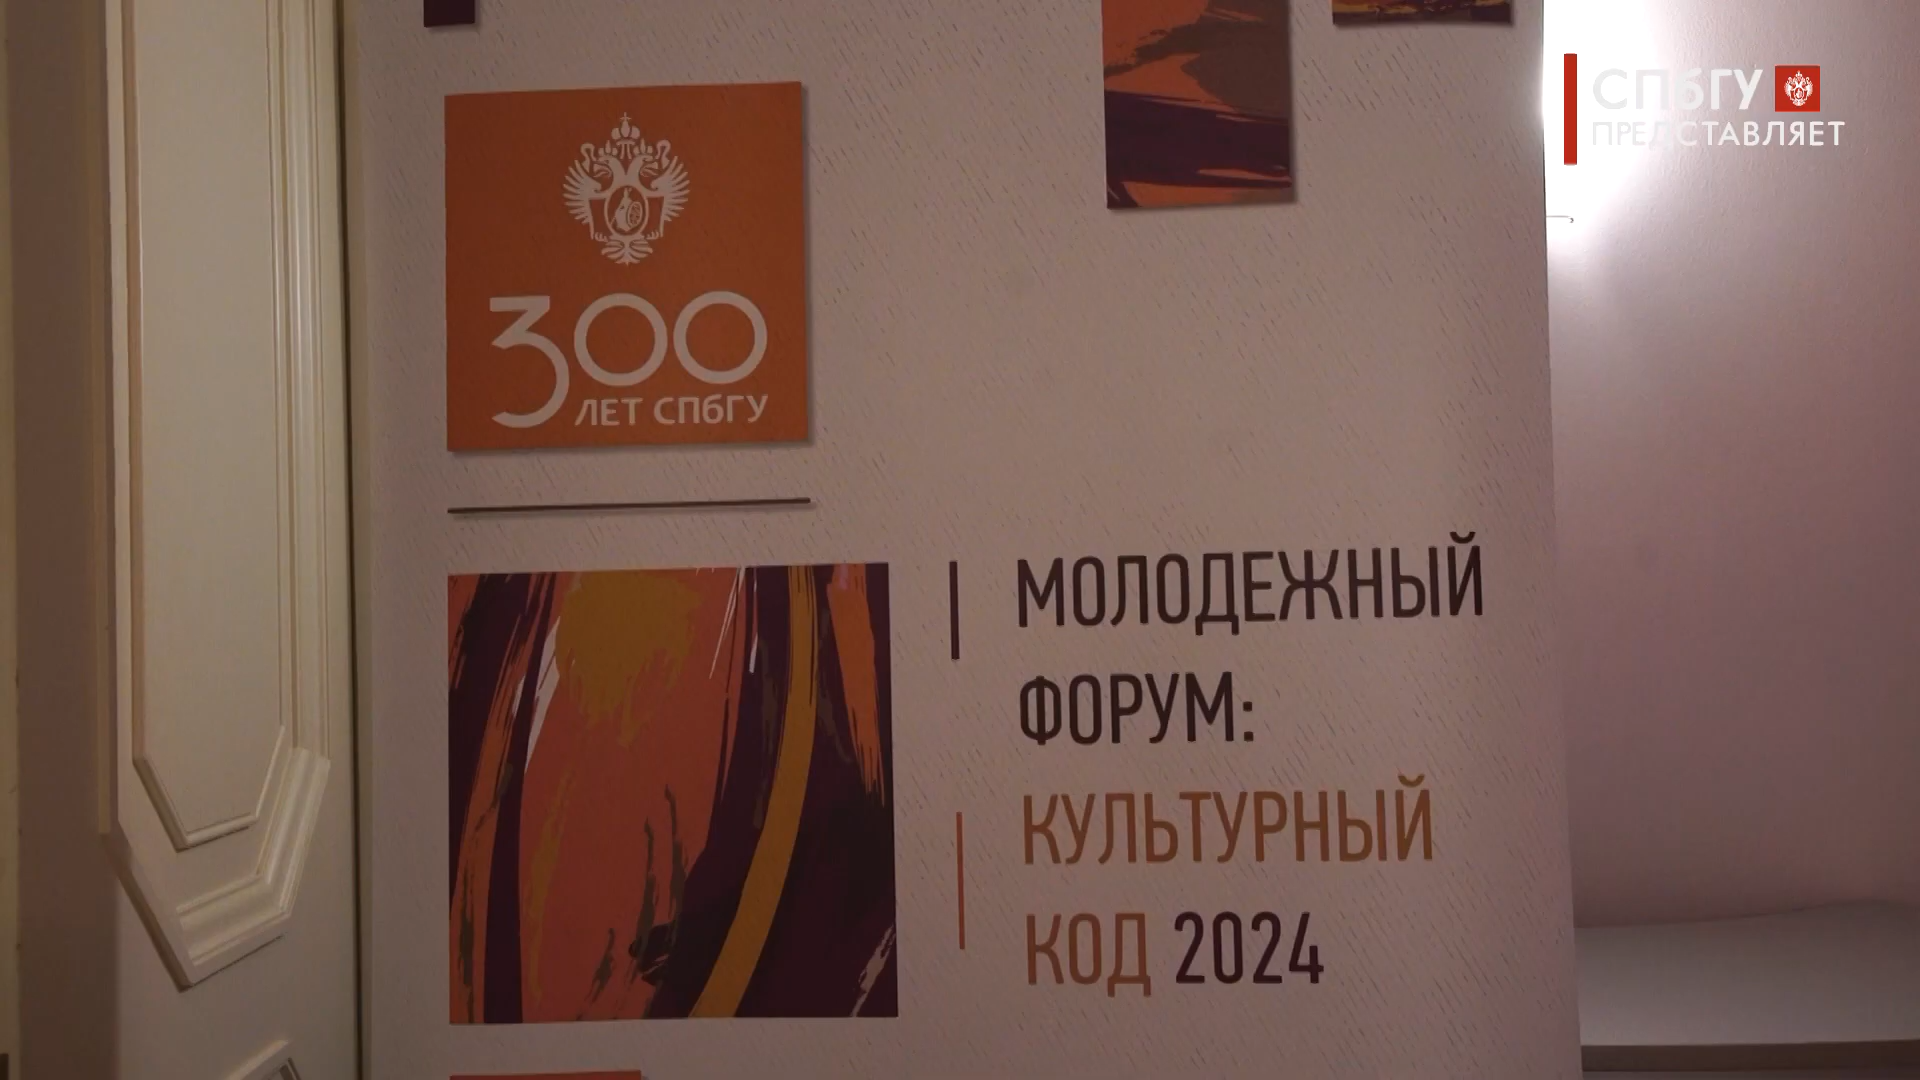 СПбГУ
ПРЕДСТАВЛЯЕТ
300
ЛЕТ СПбГУ
МОЛОДЕЖНЫЙ
ФОРУМ:
КУЛЬТУРНЫЙ
КОД 2024